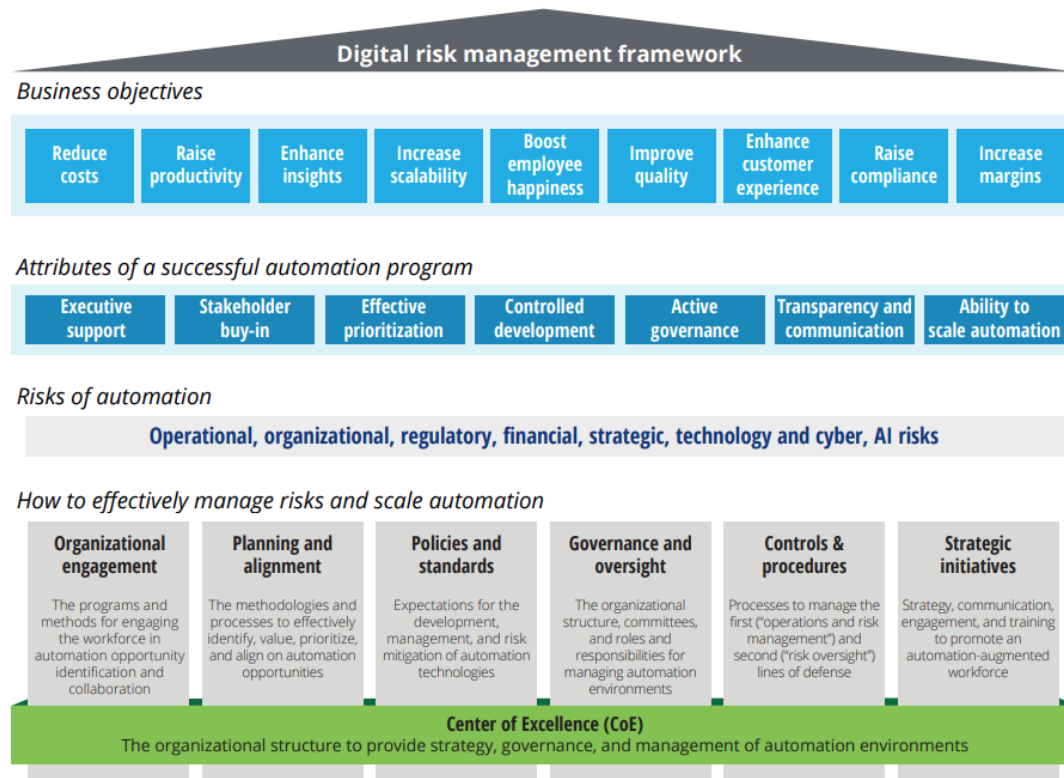 Digital risk management framework
Business objectives
Reduce
costs
Raise
productivity
Enhance
insights
Increase
scalability
Boost
employee
happiness
Improve
quality
Enhance
customer
experience
Raise
compliance
Increase
margins
Attributes of a successful automation program
Executive
support
Stakeholder
buy-in
Effective
prioritization
Controlled
development
Active
governance
Transparency and
communication
Ability to
scale automation
Risks of automation
Operational, organizational, regulatory, financial, strategic, technology and cyber, AI risks
How to effectively manage risks and scale automation
Organizational
engagement
The programs and
methods for engaging
the workforce in
automation opportunity
identification and
collaboration
Planning and
alignment
The methodologies and
processes to effectively
identify, value, prioritize,
and align on automation
opportunities
Policies and
standards
Expectations for the
development,
management, and risk
mitigation of automation
technologies
Governance and
oversight
The organizational
structure, committees,
and roles and
responsibilities for
managing automation
environments
Controls &
procedures
Processes to manage the
first (“operations and risk
management”) and
second (“risk oversight”)
lines of defense
Strategic
initiatives
Strategy, communication,
engagement, and training
to promote an
automation-augmented
workforce
Center of Excellence (CoE)
The organizational structure to provide strategy, governance, and management of automation environments